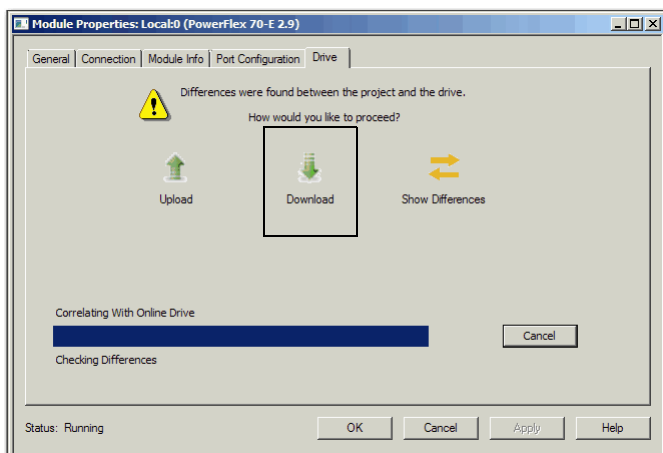 Module Properties: Local:0 (PowerFlex 70-E 2.9)
General Connection Module Info Port Configuration Drive
Differences were found between the project and the drive.
How would you like to proceed?
Upload Download Show Differences
Correlating With Online Drive
Cancel
Checking Differences
Status: Running OK Cancel Apply Help